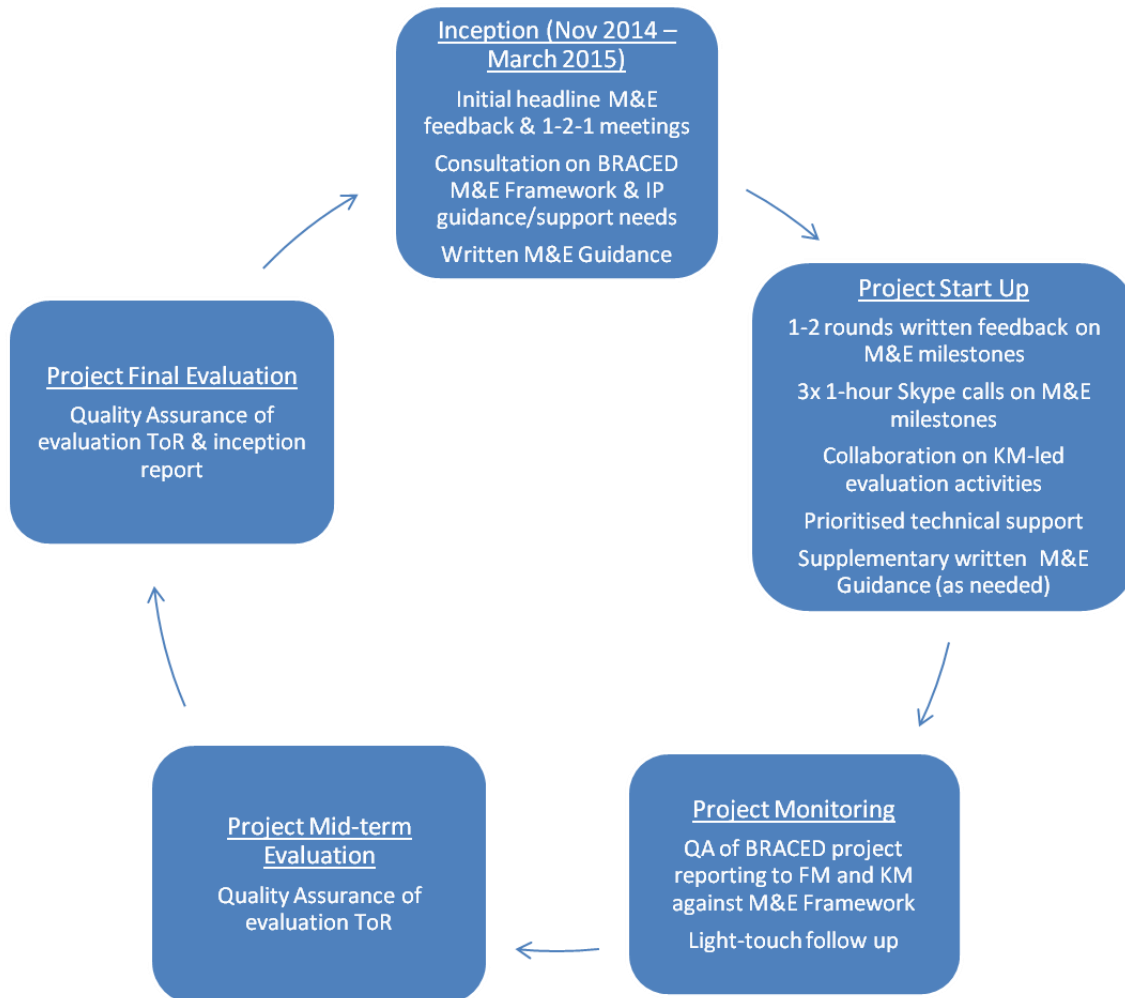 Inception (Nov 2014 –
March 2015)
Initial headline M&E
feedback & 1-2-1 meetings
Consultation on BRACED
M&E Framework & IP
guidance/support needs
Written M&E Guidance
Project Start Up
1-2 rounds written feedback on
M&E milestones
3x 1-hour Skype calls on M&E
milestones
Collaboration on KM-led
evaluation activities
Prioritised technical support
Supplementary written M&E
Guidance (as needed)
Project Monitoring
QA of BRACED project
reporting to FM and KM
against M&E Framework
Light-touch follow up
Project Mid-term
Evaluation
Quality Assurance of
evaluation ToR
Project Final Evaluation
Quality Assurance of
evaluation ToR & inception
report